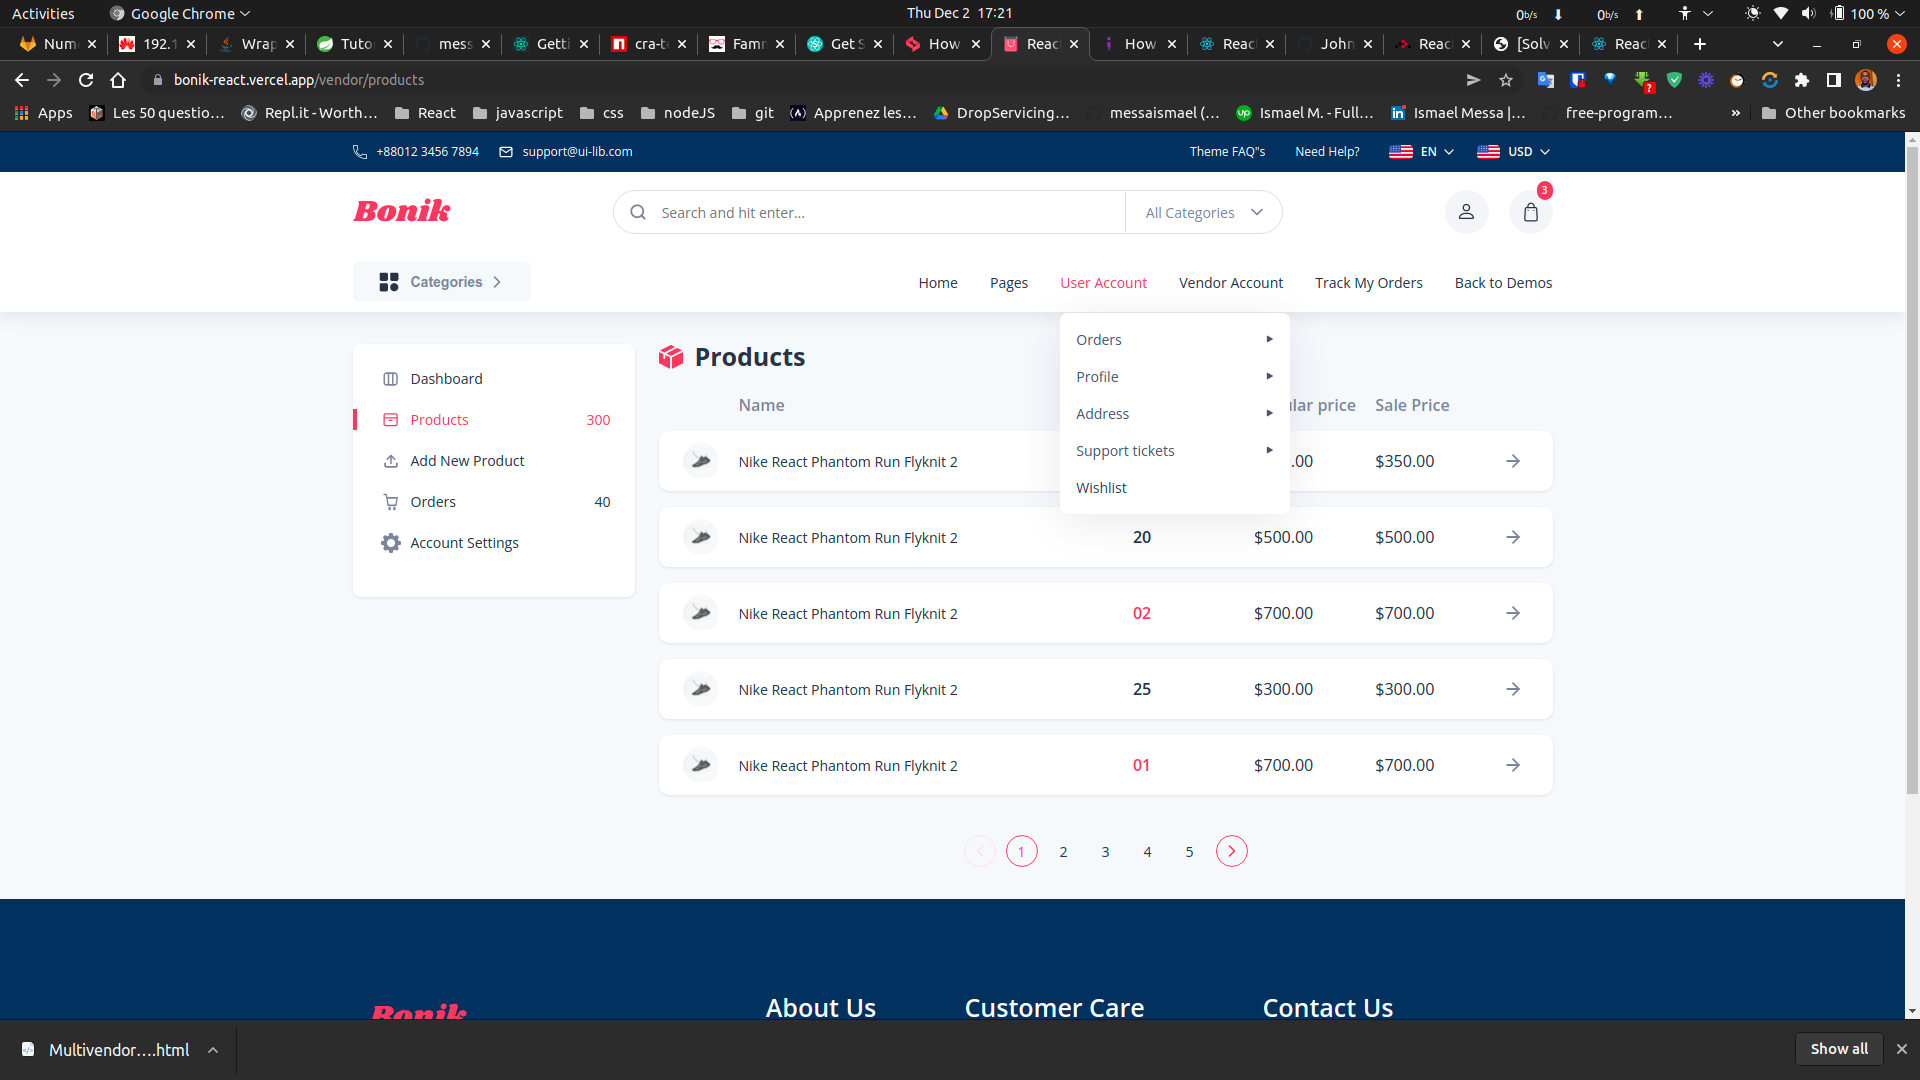 Activities
Google Chrome
Thu Dec 2 17:21
0b/s
0b/s
100 %
Num
192.1
Wrap
Tuto
mess
Getti
cra-t
Famr
Get S
How
Reac
How
Reac
John
Reac
[Solv
Reac
bonik-react.vercel.app/vendor/products
Apps
Les 50 questio…
Repl.it - Worth…
React
javascript
css
nodeJS
git
Apprenez les…
DropServicing…
messaismael (…
Ismael M. - Full…
Ismael Messa |…
free-program…
»
Other bookmarks
+88012 3456 7894
support@ui-lib.com
Theme FAQ"s
Need Help?
EN
USD
Bonik
Search and hit enter...
All Categories
3
Categories
Home
Pages
User Account
Vendor Account
Track My Orders
Back to Demos
Orders
Profile
Address
Support tickets
Wishlist
Dashboard
Products 300
Add New Product
Orders 40
Account Settings
Products
Name
lar price
Sale Price
Nike React Phantom Run Flyknit 2 .00 $350.00
Nike React Phantom Run Flyknit 2 20 $500.00 $500.00
Nike React Phantom Run Flyknit 2 02 $700.00 $700.00
Nike React Phantom Run Flyknit 2 25 $300.00 $300.00
Nike React Phantom Run Flyknit 2 01 $700.00 $700.00
1 2 3 4 5
Bonik
About Us
Customer Care
Contact Us
Multivendor....html
Show all